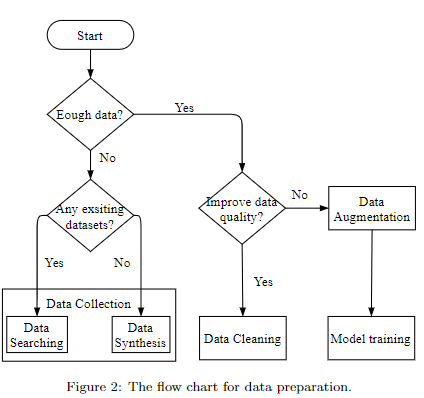 Start
Eough data?
Yes
No
Any exsiting
datasets?
Improve data
quality?
No
Data
Augmentation
Yes
No
Yes
Data Collection
Data
Searching
Data
Synthesis
Data Cleaning
Model training
Figure 2: The flow chart for data preparation.